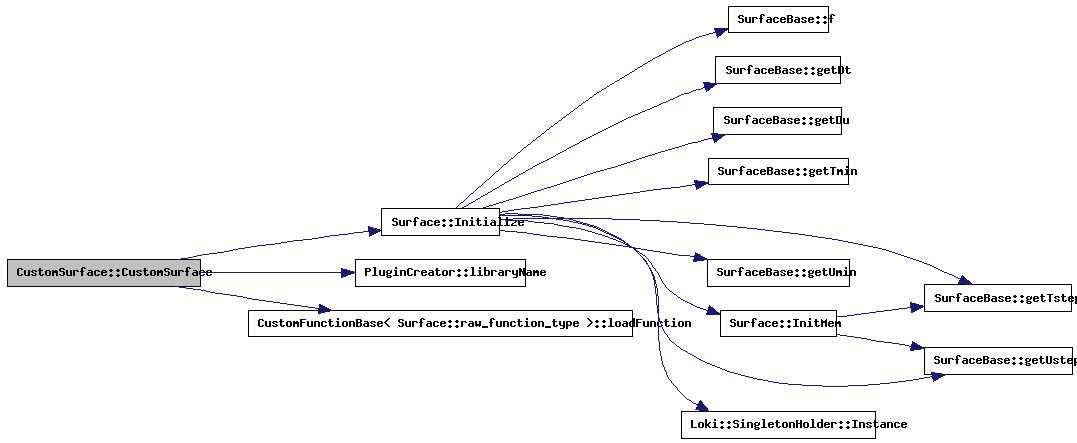 SurfaceBase::f
SurfaceBase::getDt
SurfaceBase::getDu
SurfaceBase::getTmin
Surface::Initialize
CustomSurface::CustomSurface
PluginCreator::libraryName
SurfaceBase::getUmin
SurfaceBase::getTstep
CustomFunctionBase< Surface::raw_function_type >::loadFunction
Surface::InitMem
SurfaceBase::getUstep
Loki::SingletonHolder::Instance